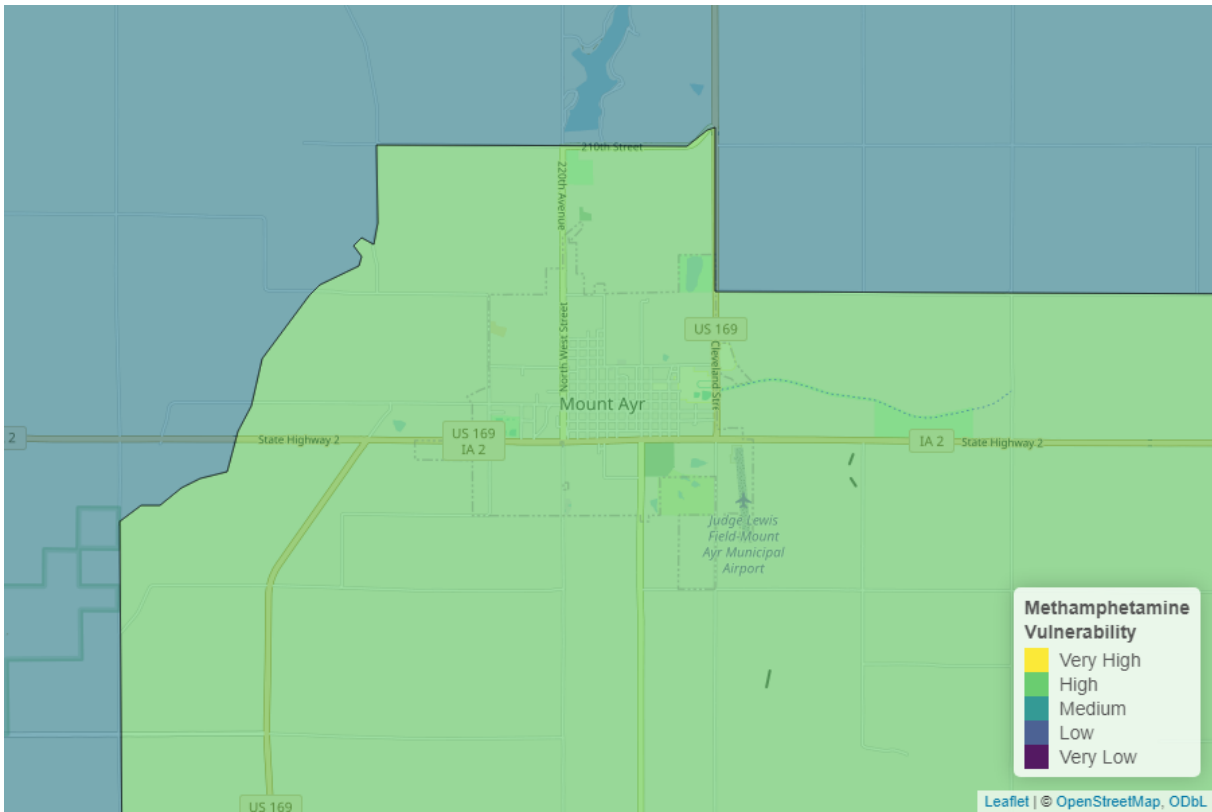 210th Street
220th Avenue
US 169
North West Street
Cleveland Stre
Mount Ayr
2
State Highway 2
US 169
IA 2
IA 2
State Highway 2
Judge Lewis
Field-Mount
Ayr Municipal
Airport
Methamphetamine
Vulnerability
Very High
High
Medium
Low
Very Low
US 169
Leaflet | © OpenStreetMap, ODbL